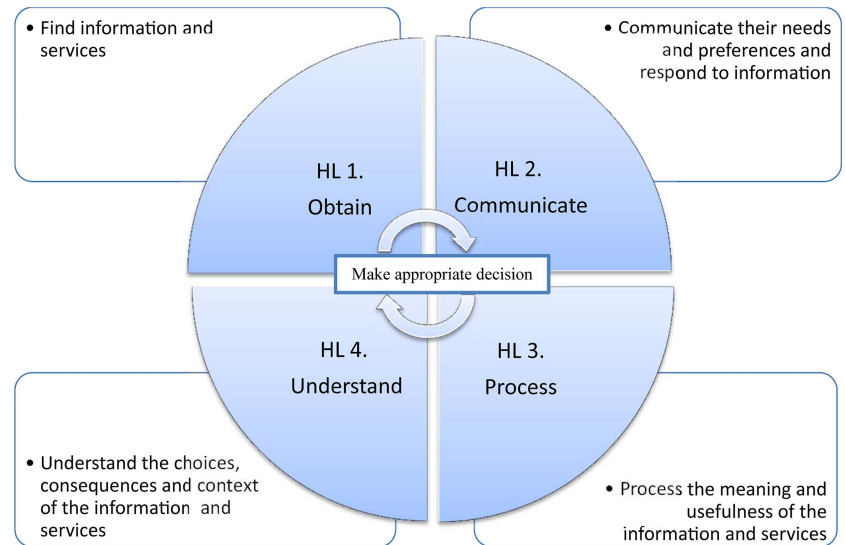 • Find information and
services
• Communicate their needs
and preferences and
respond to information
HL 1.
Obtain
HL 2.
Communicate
Make appropriate decision
HL 4.
Understand
HL 3.
Process
• Understand the choices,
consequences and context
of the information and
services
• Process the meaning and
usefulness of the
information and services